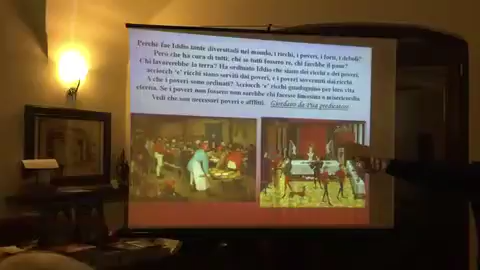 Perché fae Iddio tante diversitadi nel mondo, i ricchi, i poveri, i forti, i deboli?
Però che ha cura di tutti; chè se tutti fossero re, chi farebbe il pane?
Chi lavorerebbe la terra? Ha ordinato Iddio che siano dei ricchi e dei poveri,
acciocch 'e' ricchi siano serviti dai poveri, e i poveri sovvenuti dai ricchi
A che i poveri sono ordinati? Acciocch 'e' ricchi guadagnino per loro vita
eterna. Se i poveri non fossero non sarebbe chi facesse limosina e misericordia
Vedi che son necessari poveri e afflitti. Giordano da Pisa predicatore